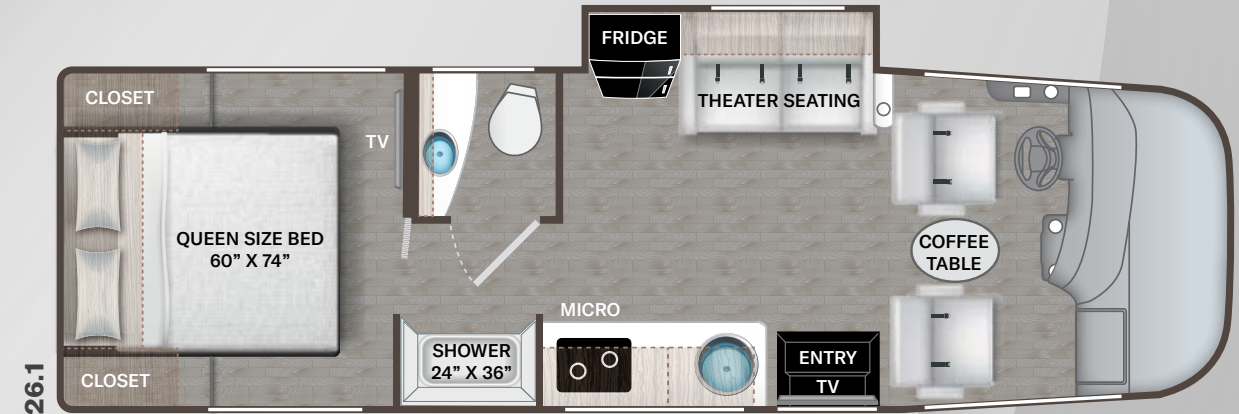 FRIDGE
CLOSET
THEATER SEATING
TV
QUEEN SIZE BED
60” X 74”
COFFEE
TABLE
MICRO
SHOWER
24” X 36”
ENTRY
TV
CLOSET
26.1